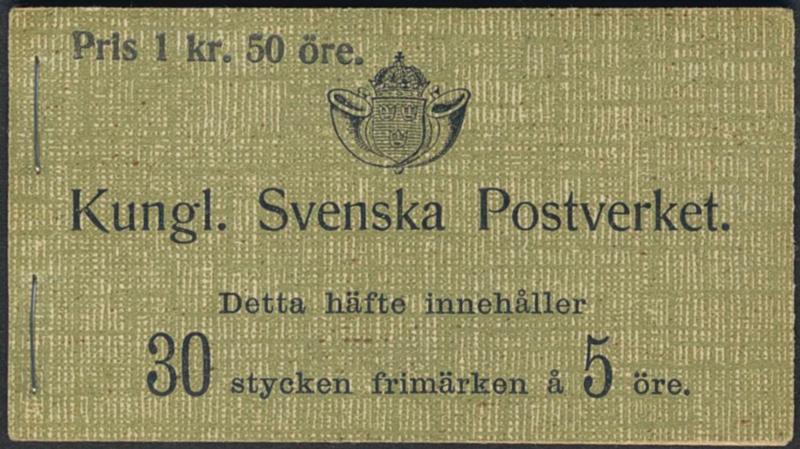 Pris 1 kr. 50 öre.
Kungl. Svenska Postverket.
Detta häfte innehåller
30 stycken frimärken å 5 öre.